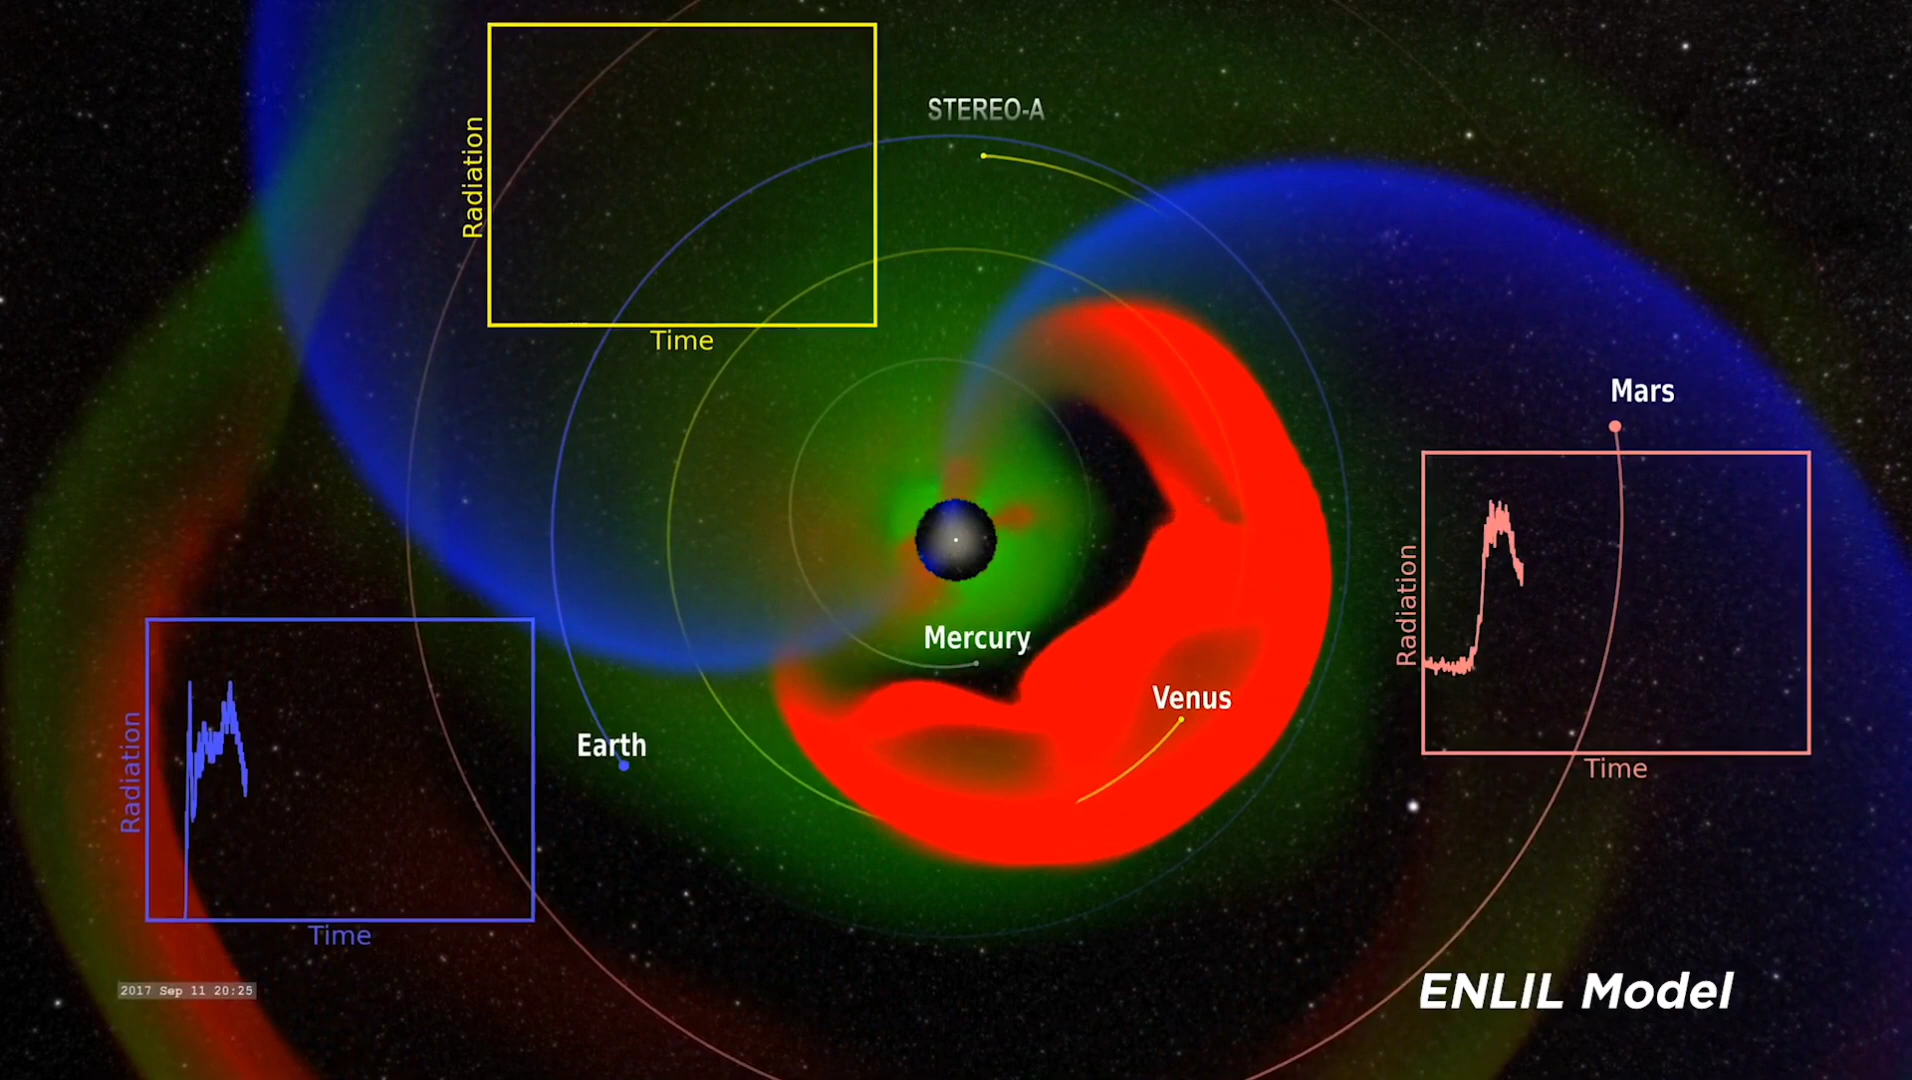 STEREO-A
Radiation
Time
Mars
Radiation
Time
Mercury
Venus
Earth
Radiation
Time
2017 Sep 11 20:25
ENLIL Model